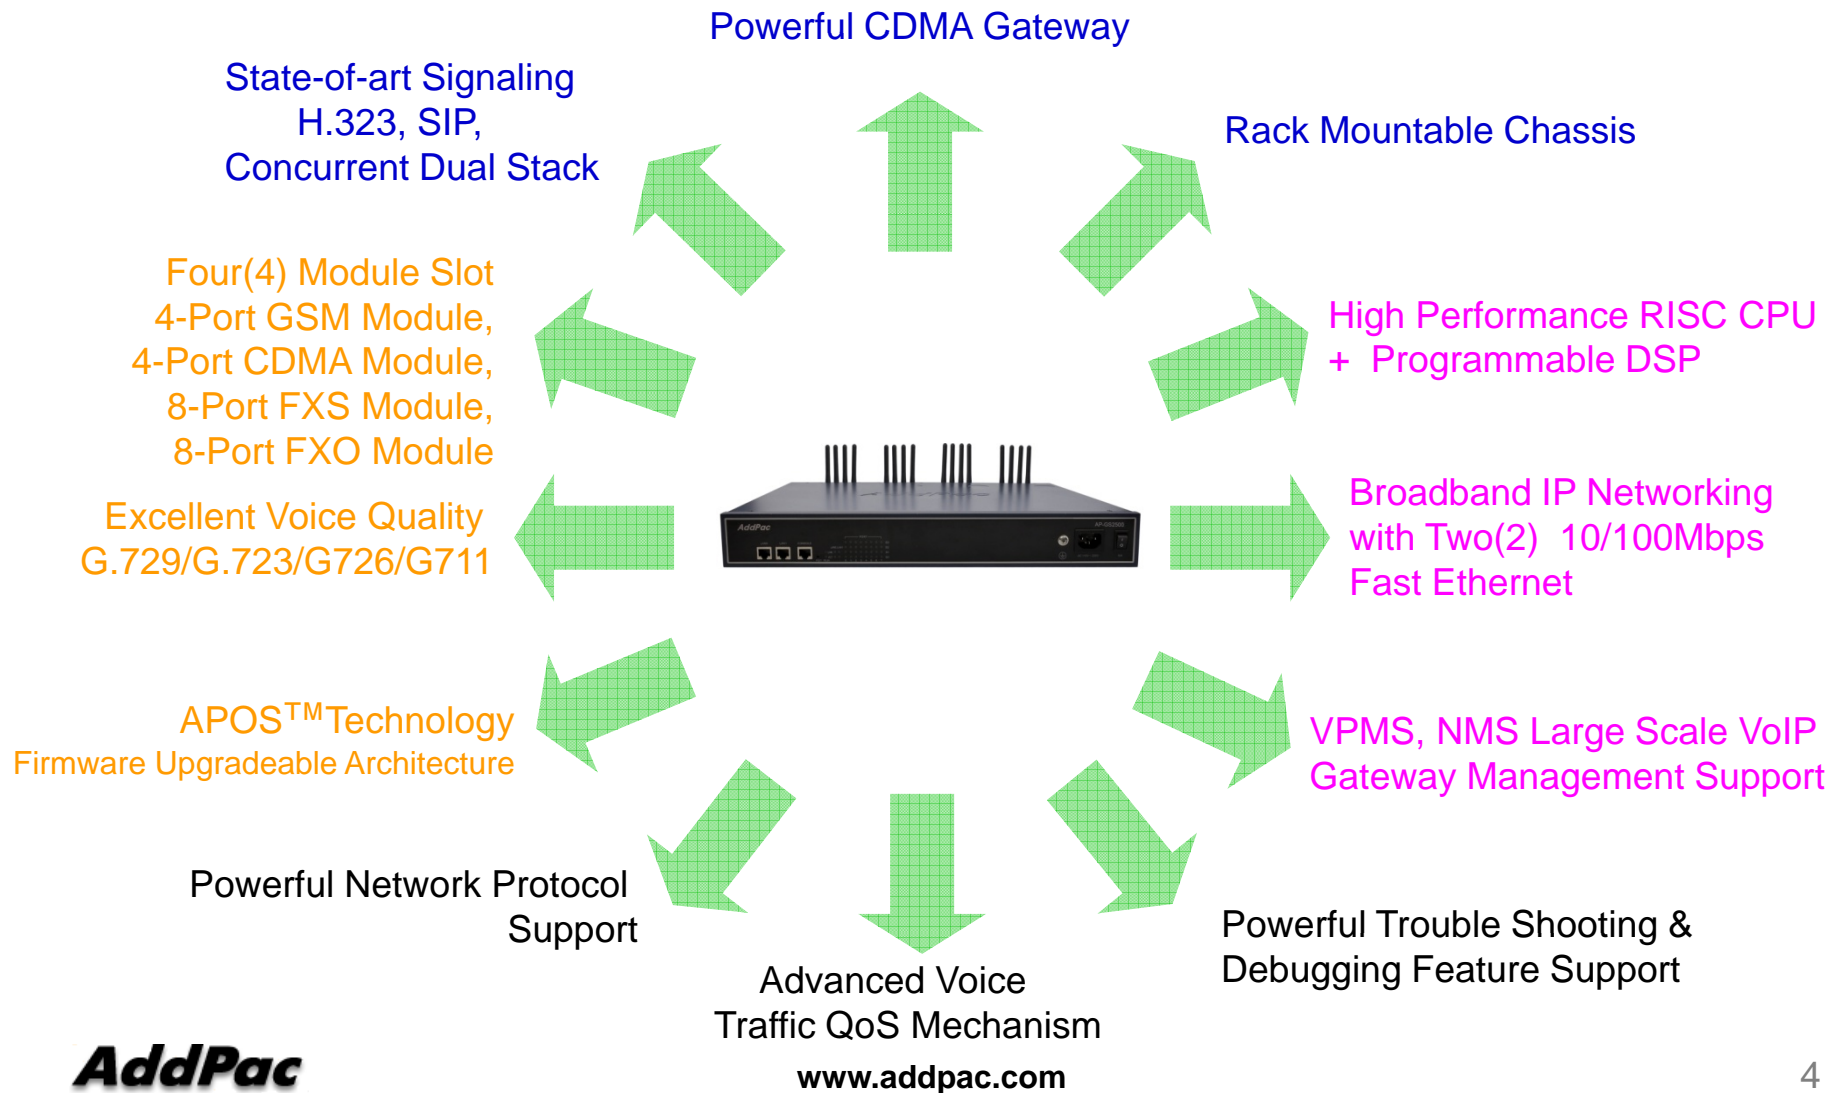 Powerful CDMA Gateway
State-of-art Signaling
H.323, SIP,
Concurrent Dual Stack
Rack Mountable Chassis
Four(4) Module Slot
4-Port GSM Module,
4-Port CDMA Module,
8-Port FXS Module,
8-Port FXO Module
High Performance RISC CPU
+ Programmable DSP
Excellent Voice Quality
G.729/G.723/G726/G711
AddPac
Broadband IP Networking
with Two(2) 10/100Mbps
Fast Ethernet
APOS™Technology
Firmware Upgradeable Architecture
VPMS, NMS Large Scale VoIP
Gateway Management Support
Powerful Network Protocol
Support
Advanced Voice
Traffic QoS Mechanism
Powerful Trouble Shooting &
Debugging Feature Support
AddPac
www.addpac.com
4